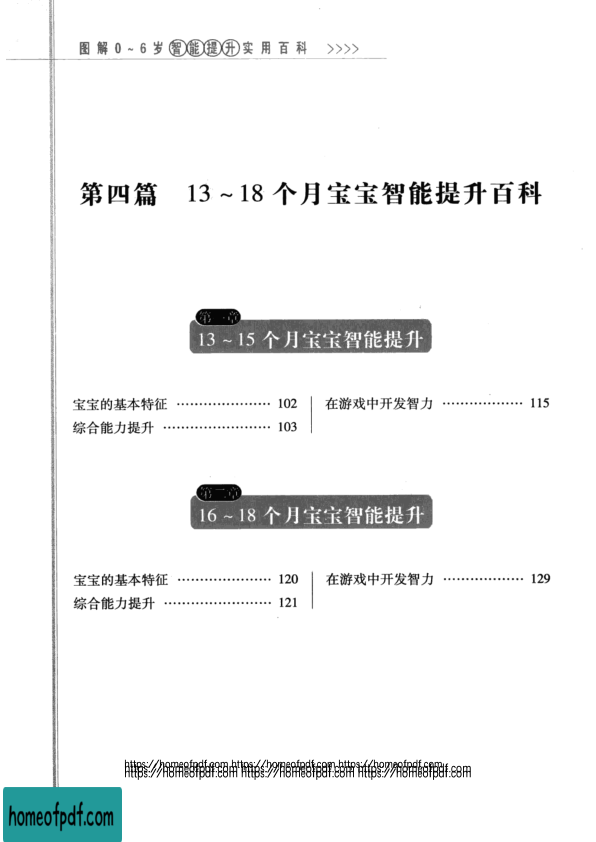 图解0~6岁智能提升实用百科 >>>>
第四篇 13~18个月宝宝智能提升百科
第一章
13~15个月宝宝智能提升
宝宝的基本特征 ………………… 102
综合能力提升 …………………… 103
在游戏中开发智力 ……………… 115
第二章
16~18个月宝宝智能提升
宝宝的基本特征 ………………… 120
综合能力提升 …………………… 121
在游戏中开发智力 ……………… 129
https://homeofpdf.com https://homeofpdf.com https://homeofpdf.com
https://homeofpdf.com https://homeofpdf.com https://homeofpdf.com
homeofpdf.com